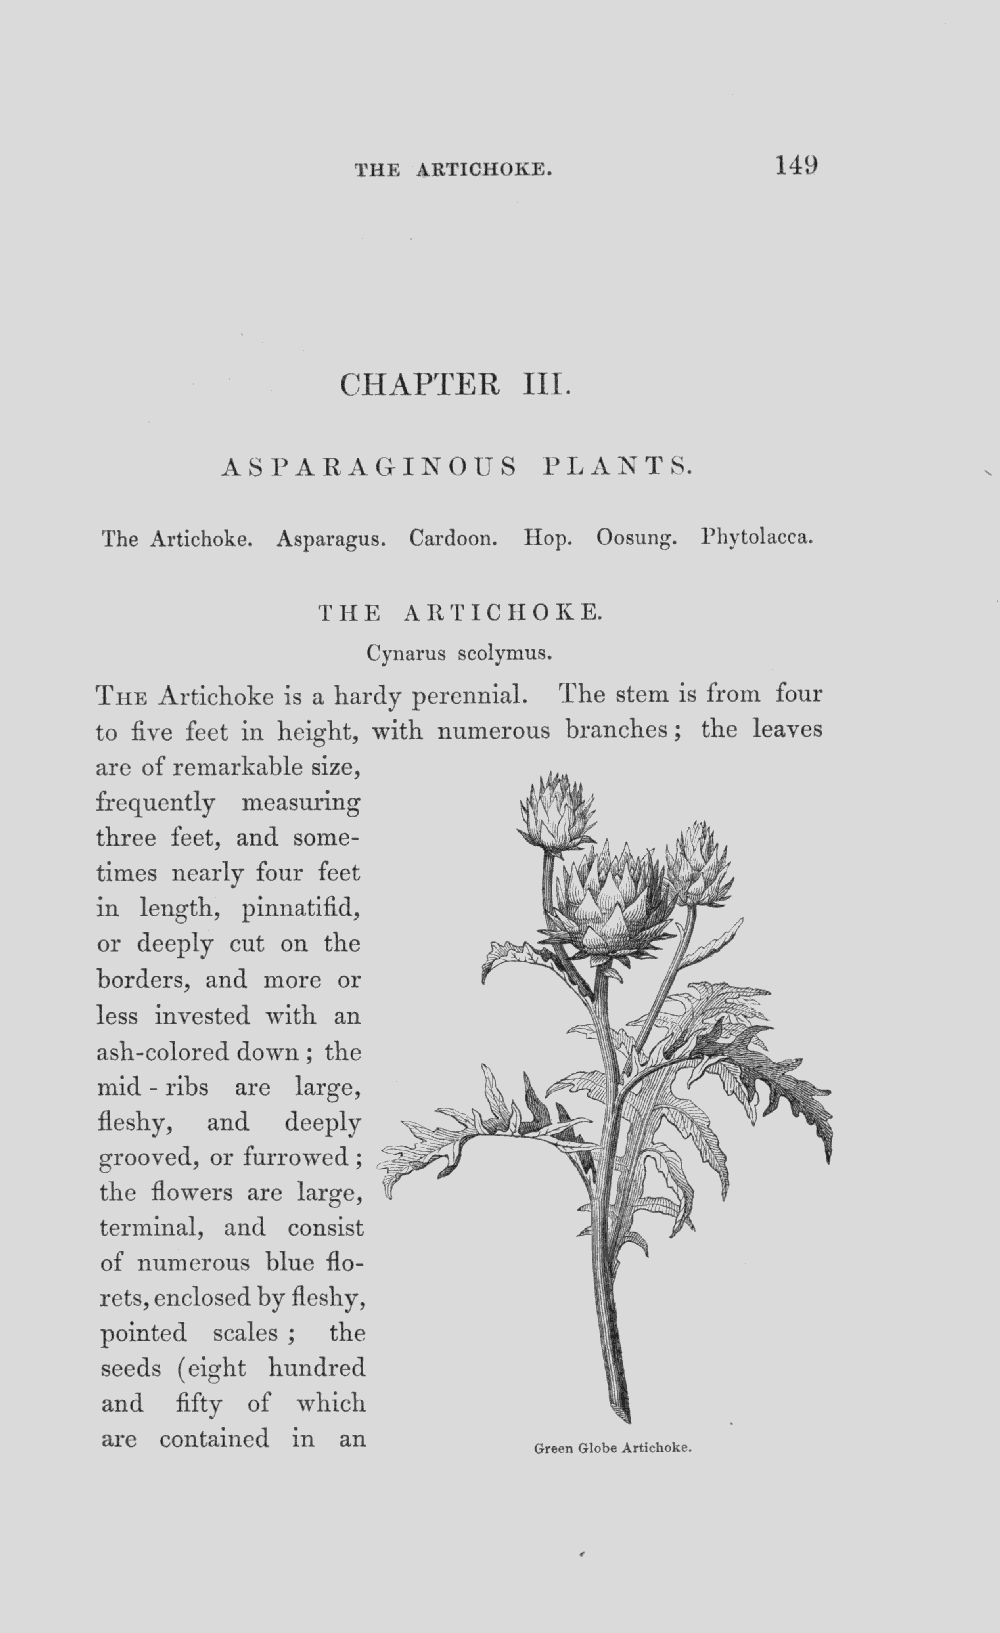 THE ARTICHOKE. 149
CHAPTER III.
ASPARAGINOUS PLANTS.
The Artichoke. Asparagus. Cardoon. Hop. Oosung. Phytolacca.
THE ARTICHOKE.
Cynarus scolymus.
THE Artichoke is a hardy perennial. The stem is from four
to five feet in height, with numerous branches; the leaves
are of remarkable size,
frequently measuring
three feet, and some-
times nearly four feet
in length, pinnatifid,
or deeply cut on the
borders, and more or
less invested with an
ash-colored down; the
mid-ribs are large,
fleshy, and deeply
grooved, or furrowed;
the flowers are large,
terminal, and consist
of numerous blue flo-
rets, enclosed by fleshy,
pointed scales; the
seeds (eight hundred
and fifty of which
are contained in an
Green Globe Artichoke.